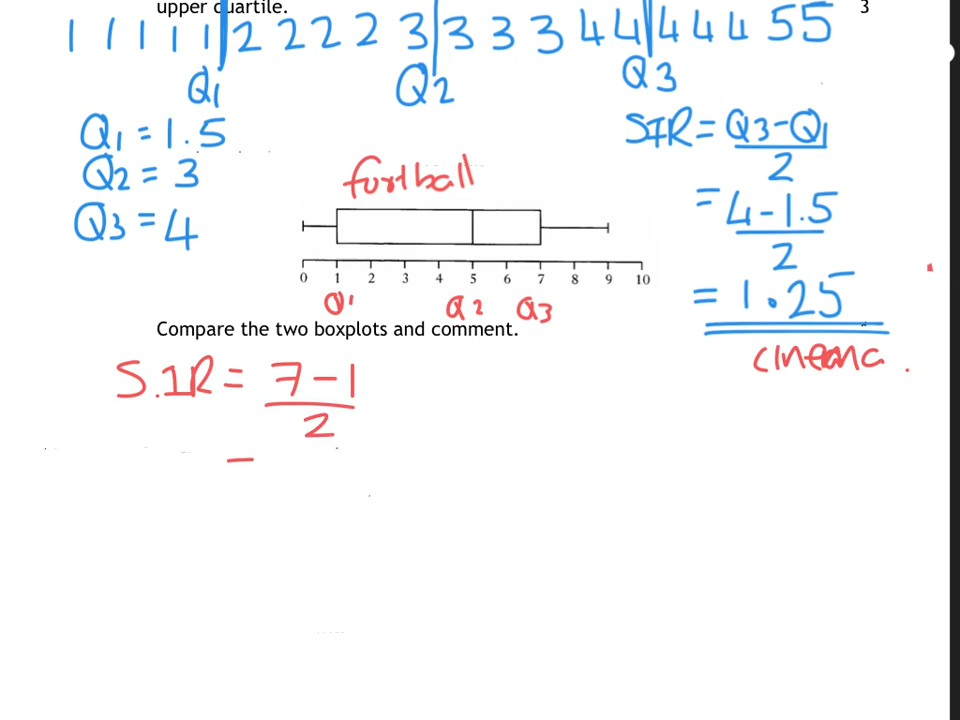 upper quartile.
3
1 1 1 1 1 | 2 2 2 2 3 | 3 3 3 4 4 | 4 4 4 5 5
Q1 Q2 Q3
Q1 = 1.5
Q2 = 3
Q3 = 4
SIR = Q3-Q1
2
= 4-1.5
2
= 1.25
cinema
football
0 1 2 3 4 5 6 7 8 9 10
Q1 Q2 Q3
Compare the two boxplots and comment.
S.IR = 7-1
2
=